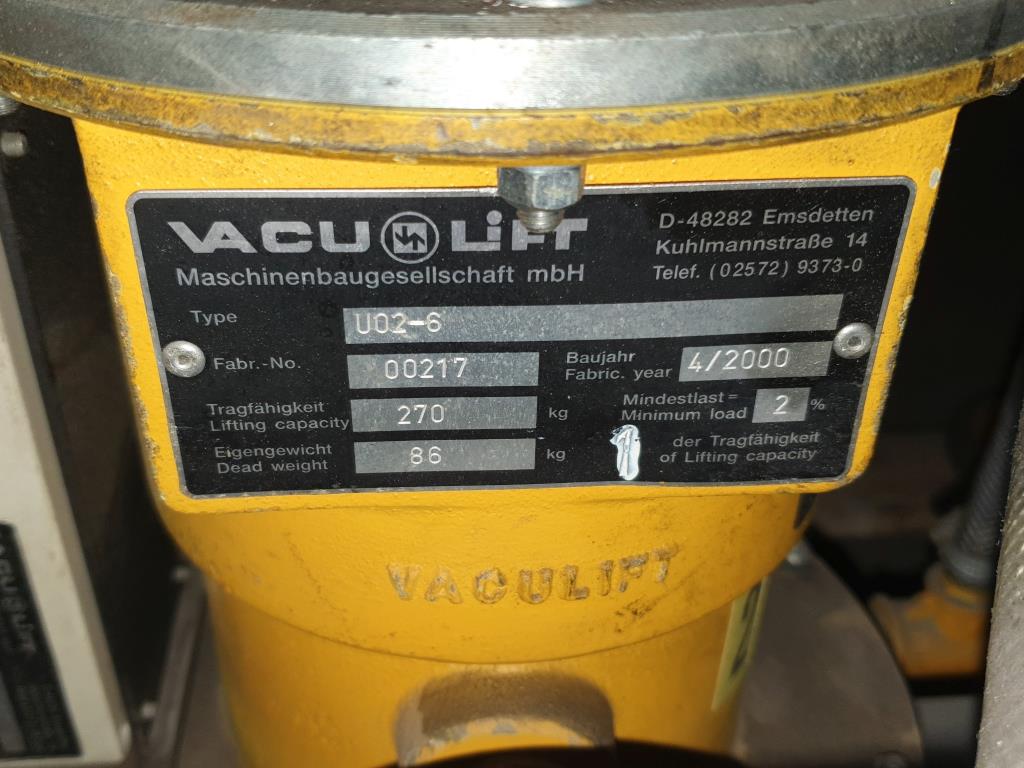 VACU LIFT
Maschinenbaugesellschaft mbH
D-48282 Emsdetten
Kuhlmannstraße 14
Telef. (02572) 9373-0
Type U02-6
Fabr.-No. 00217
Baujahr
Fabric. year 4/2000
Tragfähigkeit
Lifting capacity 270 kg
Mindestlast =
Minimum load 2 %
der Tragfähigkeit
of Lifting capacity
Eigengewicht
Dead weight 86 kg
VACULIFT